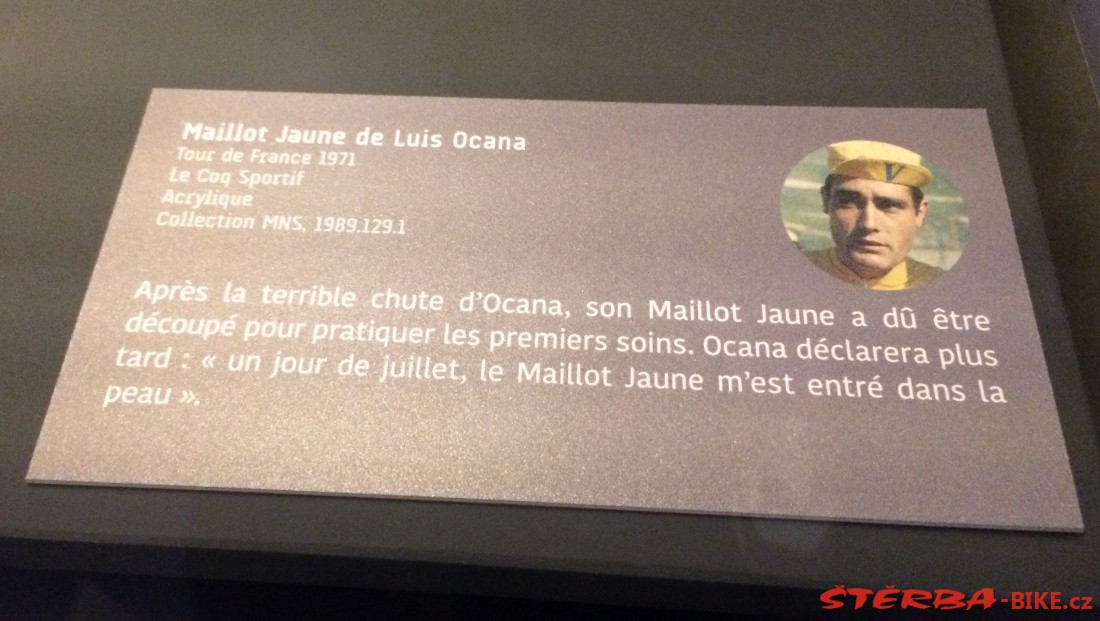 Maillot Jaune de Luis Ocana
Tour de France 1971
Le Coq Sportif
Acrylique
Collection MNS, 1989.129.1
V
Après la terrible chute d'Ocana, son Maillot Jaune a dû être
découpé pour pratiquer les premiers soins. Ocana déclarera plus
tard : « un jour de juillet, le Maillot Jaune m'est entré dans la
peau ».
ŠTĚRBA-BIKE.cz